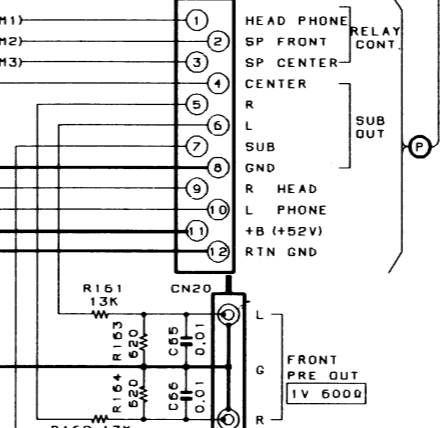 M1) 1 HEAD PHONE
M2) 2 SP FRONT
RELAY
CONT.
M3) 3 SP CENTER
4 CENTER
5 R
6 L
SUB
OUT
7 SUB
P
8 GND
9 R HEAD
10 L PHONE
11 +B (+52V)
12 RTN GND
R161
13K
CN20
L
R163
620
C65
0.01
G
FRONT
PRE OUT
1V 600Ω
R164
620
C66
0.01
R